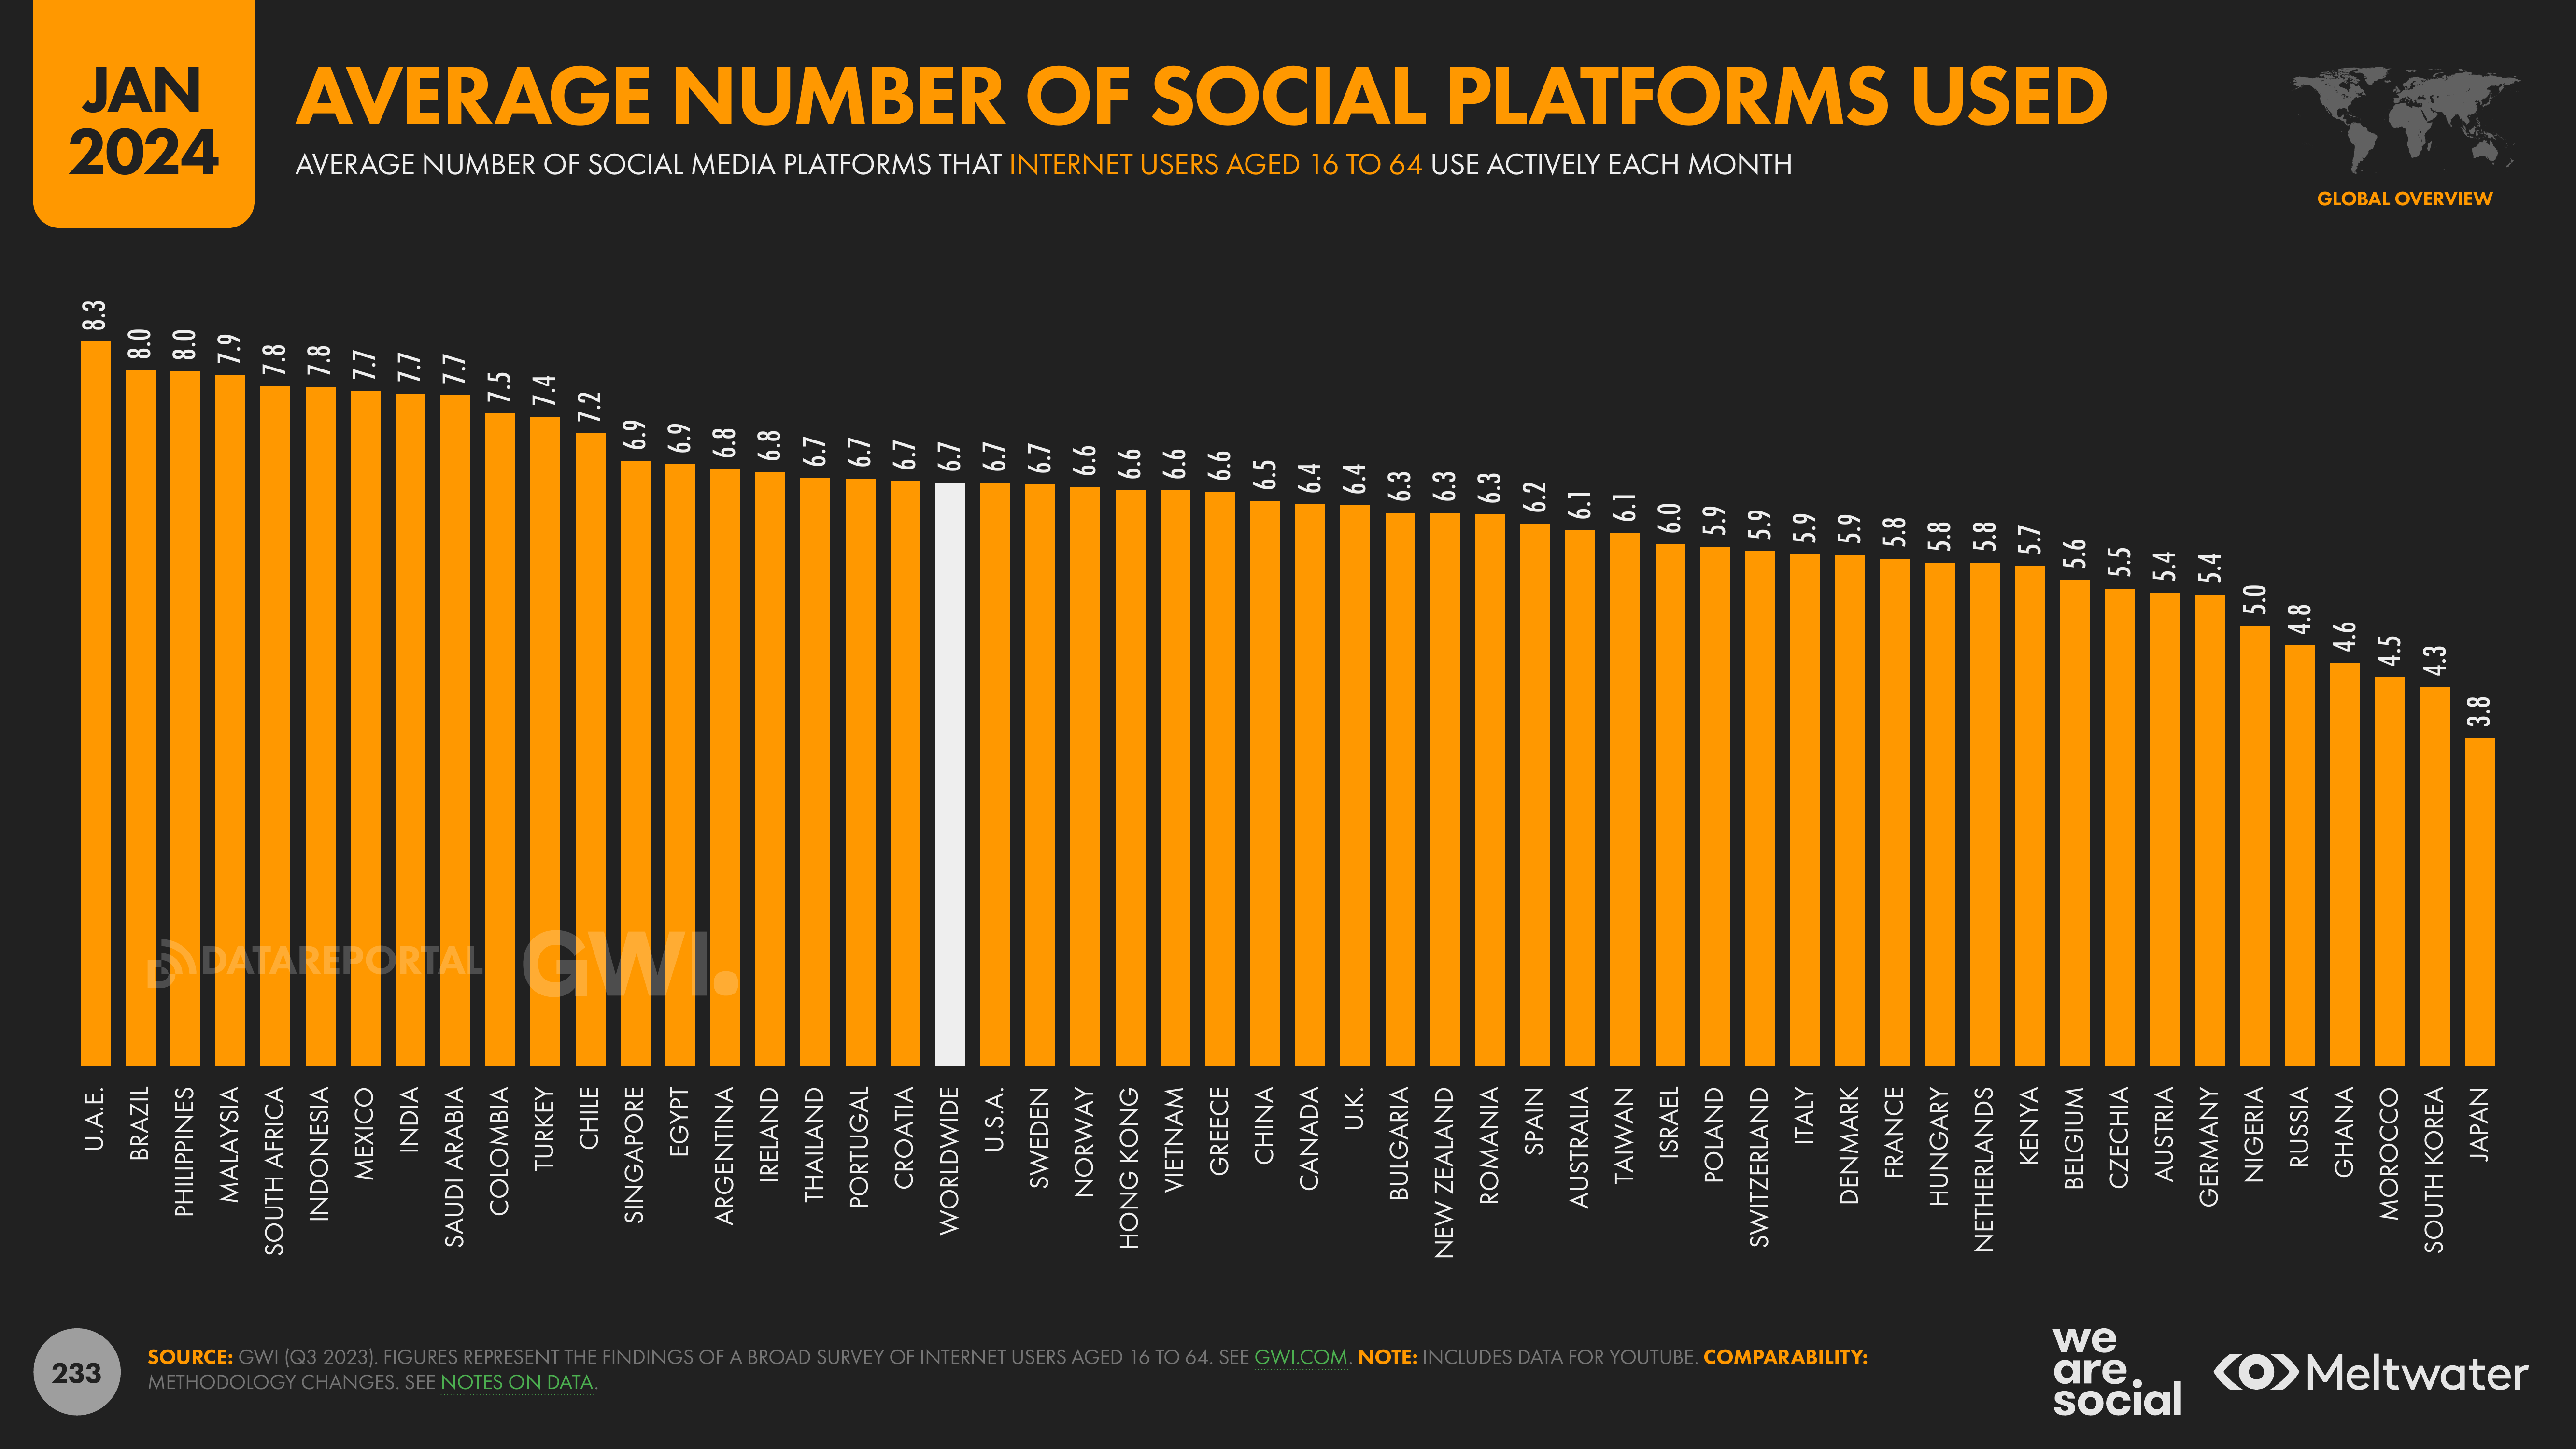 JAN
2024
AVERAGE NUMBER OF SOCIAL PLATFORMS USED
AVERAGE NUMBER OF SOCIAL MEDIA PLATFORMS THAT INTERNET USERS AGED 16 TO 64 USE ACTIVELY EACH MONTH
GLOBAL OVERVIEW
8.3
8.0
8.0
7.9
7.8
7.8
7.7
7.7
7.7
7.5
7.4
7.2
6.9
6.9
6.8
6.8
6.7
6.7
6.7
6.7
6.7
6.7
6.6
6.6
6.6
6.6
6.5
6.4
6.4
6.3
6.3
6.3
6.2
6.1
6.1
6.0
5.9
5.9
5.9
5.9
5.8
5.8
5.8
5.7
5.6
5.5
5.4
5.4
5.0
4.8
4.6
4.5
4.3
3.8
DATAREPORTAL
GWI.
U.A.E.
BRAZIL
PHILIPPINES
MALAYSIA
SOUTH AFRICA
INDONESIA
MEXICO
INDIA
SAUDI ARABIA
COLOMBIA
TURKEY
CHILE
SINGAPORE
EGYPT
ARGENTINA
IRELAND
THAILAND
PORTUGAL
CROATIA
WORLDWIDE
U.S.A.
SWEDEN
NORWAY
HONG KONG
VIETNAM
GREECE
CHINA
CANADA
U.K.
BULGARIA
NEW ZEALAND
ROMANIA
SPAIN
AUSTRALIA
TAIWAN
ISRAEL
POLAND
SWITZERLAND
ITALY
DENMARK
FRANCE
HUNGARY
NETHERLANDS
KENYA
BELGIUM
CZECHIA
AUSTRIA
GERMANY
NIGERIA
RUSSIA
GHANA
MOROCCO
SOUTH KOREA
JAPAN
233
SOURCE: GWI (Q3 2023). FIGURES REPRESENT THE FINDINGS OF A BROAD SURVEY OF INTERNET USERS AGED 16 TO 64. SEE GWI.COM. NOTE: INCLUDES DATA FOR YOUTUBE. COMPARABILITY:
METHODOLOGY CHANGES. SEE NOTES ON DATA.
we
are
social
Meltwater